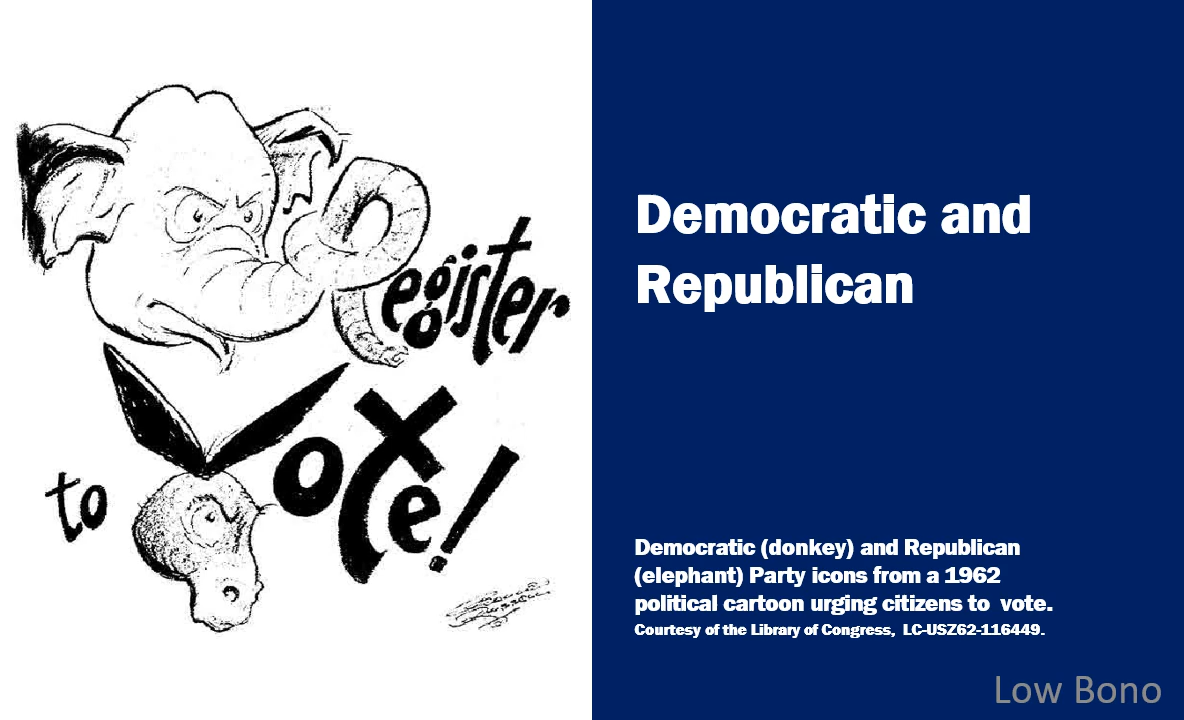 Register
to Vote!
Democratic and
Republican
Democratic (donkey) and Republican
(elephant) Party icons from a 1962
political cartoon urging citizens to vote.
Courtesy of the Library of Congress, LC-USZ62-116449.
Low Bono